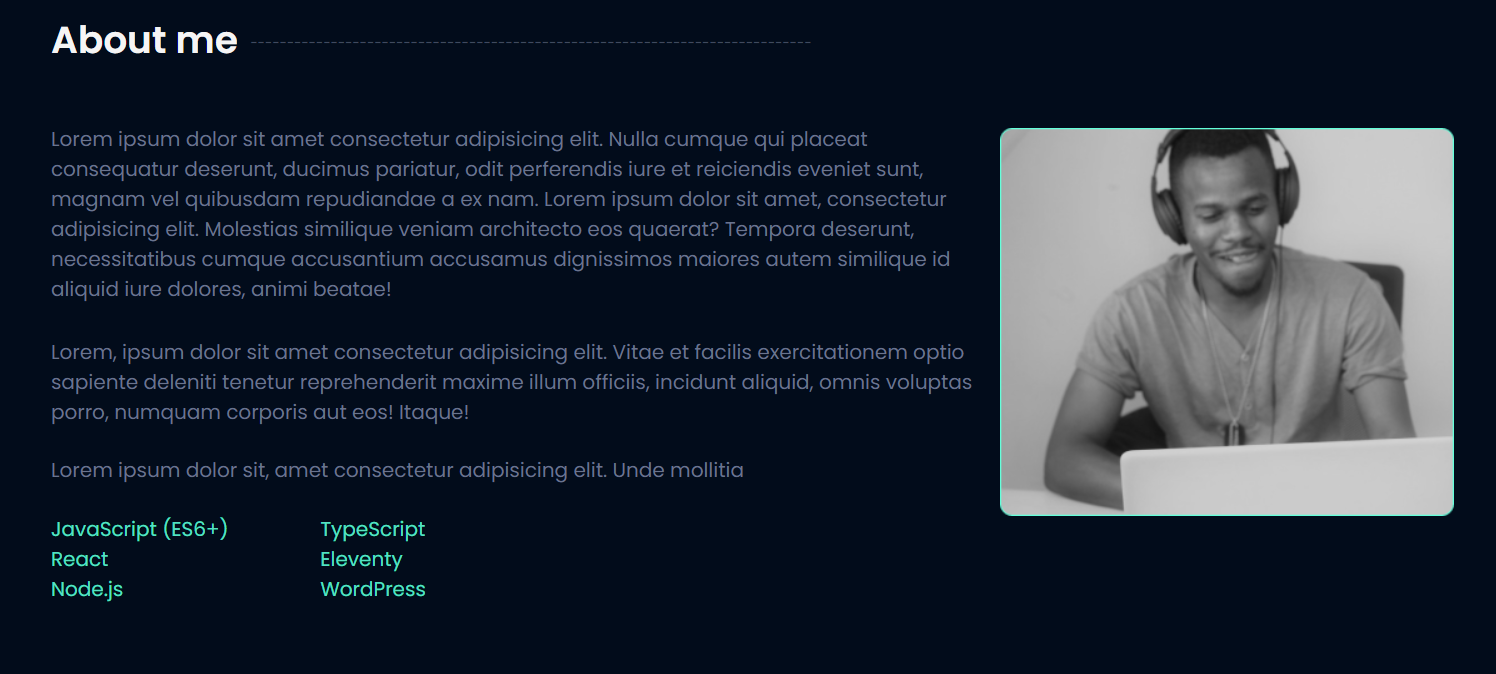 About me
Lorem ipsum dolor sit amet consectetur adipisicing elit. Nulla cumque qui placeat
consequatur deserunt, ducimus pariatur, odit perferendis iure et reiciendis eveniet sunt,
magnam vel quibusdam repudiandae a ex nam. Lorem ipsum dolor sit amet, consectetur
adipisicing elit. Molestias similique veniam architecto eos quaerat? Tempora deserunt,
necessitatibus cumque accusantium accusamus dignissimos maiores autem similique id
aliquid iure dolores, animi beatae!
Lorem, ipsum dolor sit amet consectetur adipisicing elit. Vitae et facilis exercitationem optio
sapiente deleniti tenetur reprehenderit maxime illum officiis, incidunt aliquid, omnis voluptas
porro, numquam corporis aut eos! Itaque!
Lorem ipsum dolor sit, amet consectetur adipisicing elit. Unde mollitia
JavaScript (ES6+) TypeScript
React Eleventy
Node.js WordPress